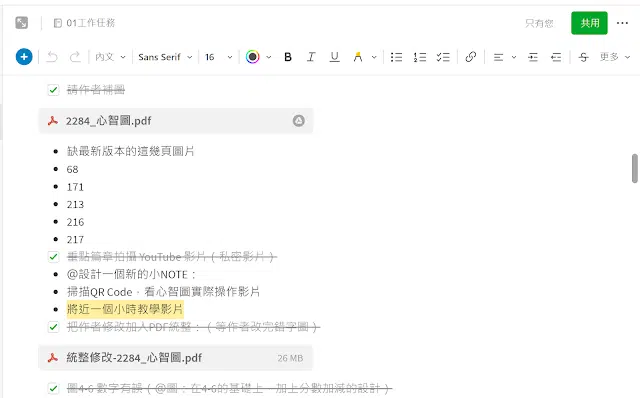 01工作任務
只有您
共用
內文
Sans Serif
16
B I U A
更多
請作者補圖
2284_心智圖.pdf
缺最新版本的這幾頁圖片
68
171
213
216
217
重點篇章拍攝 YouTube 影片（私密影片）
@設計一個新的小NOTE：
掃描QR Code，看心智圖實際操作影片
將近一個小時教學影片
把作者修改加入PDF統整：（等作者改完錯字圖）
統整修改-2284_心智圖.pdf
26 MB
圖4-6 數字有誤（@圖：在4-6的基礎上，加上分數加減的設計）